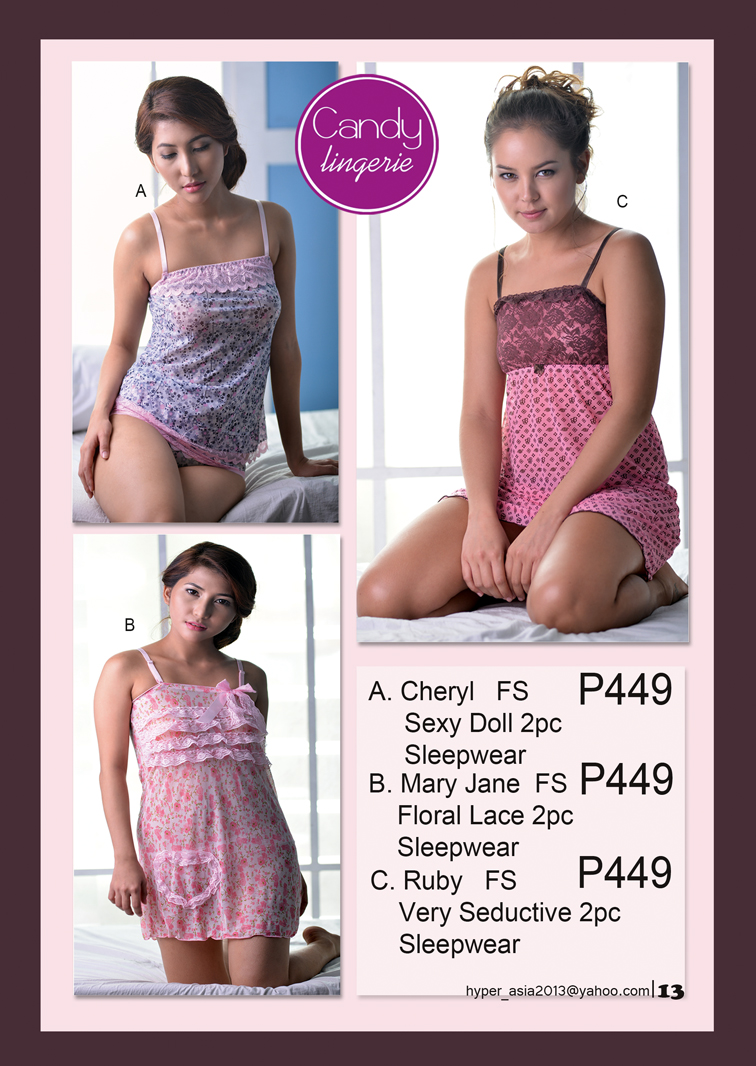 Candy
lingerie
A
C
B
A. Cheryl FS P449
Sexy Doll 2pc
Sleepwear
B. Mary Jane FS P449
Floral Lace 2pc
Sleepwear
C. Ruby FS P449
Very Seductive 2pc
Sleepwear
hyper_asia2013@yahoo.com|13